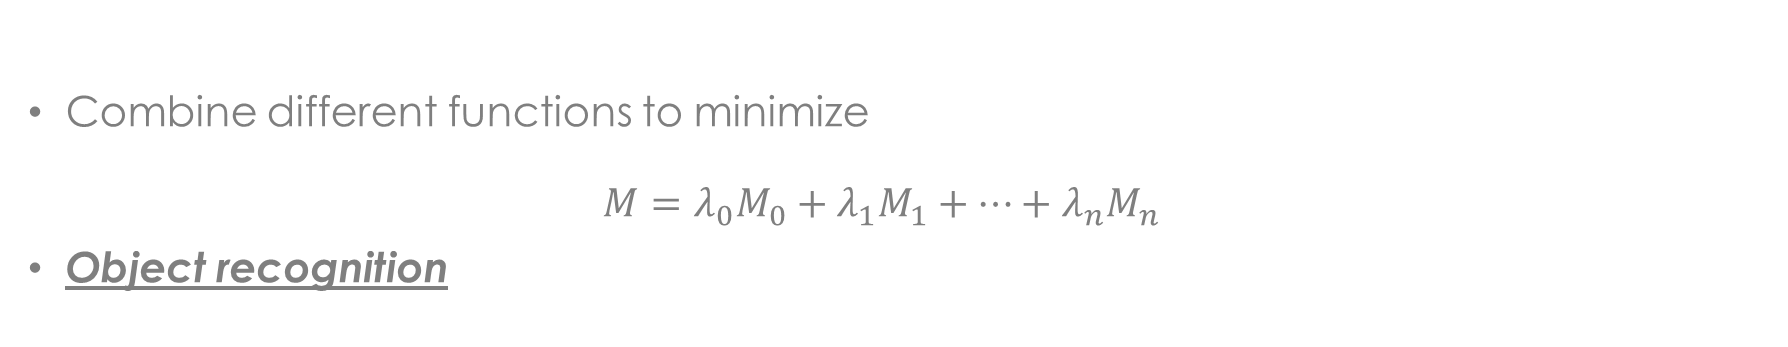 • Combine different functions to minimize
M = λ₀M₀ + λ₁M₁ + ⋯ + λₙMₙ
• Object recognition